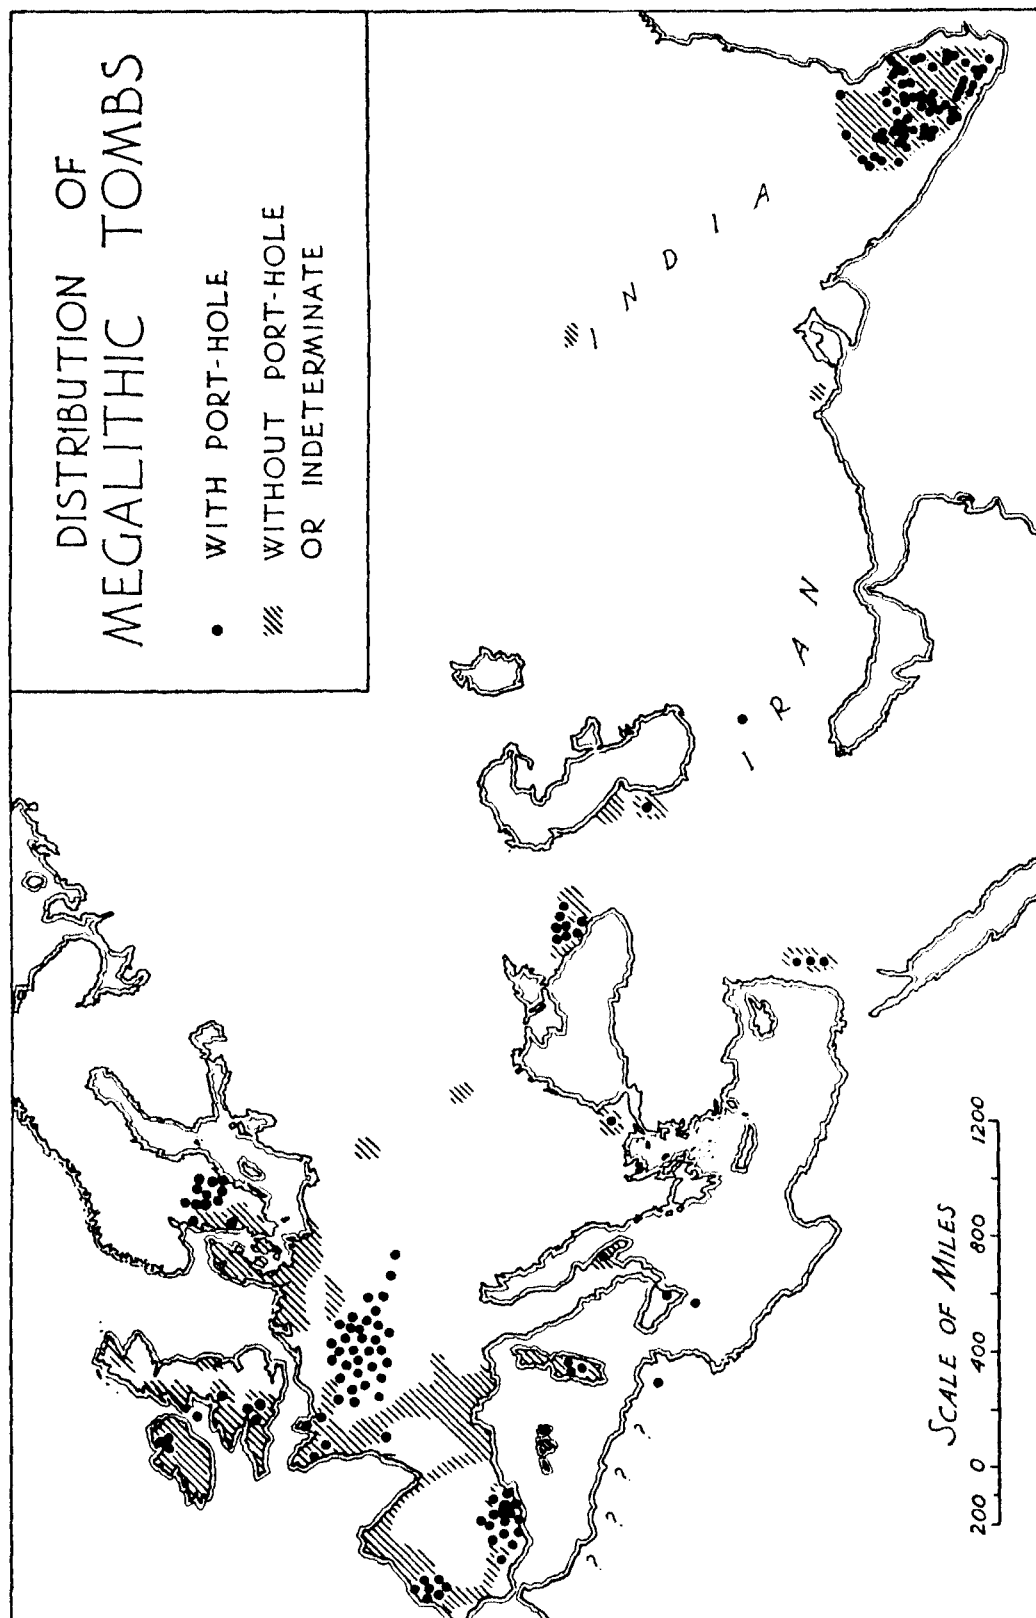 DISTRIBUTION OF
MEGALITHIC TOMBS
WITH PORT-HOLE
WITHOUT PORT-HOLE
OR INDETERMINATE
INDIA
IRAN
? ? ?
SCALE OF MILES
200 0 400 800 1200